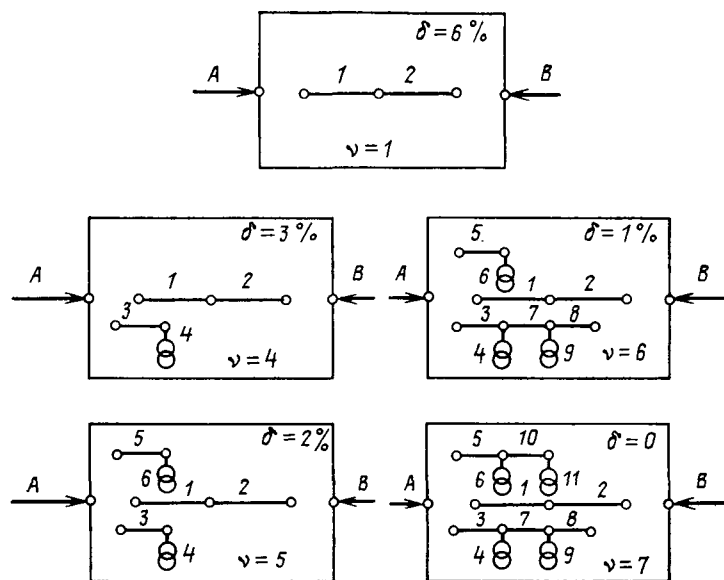 δ = 6 %
A
1 2
B
ν = 1
δ = 3 %
A
1 2
B
3
4
ν = 4
δ = 1 %
5.
A
6
1 2
B
3 7 8
4 9
ν = 6
δ = 2 %
5
A
6
1 2
B
3
4
ν = 5
δ = 0
5 10
A
6 11
1 2
B
3 7 8
4 9
ν = 7